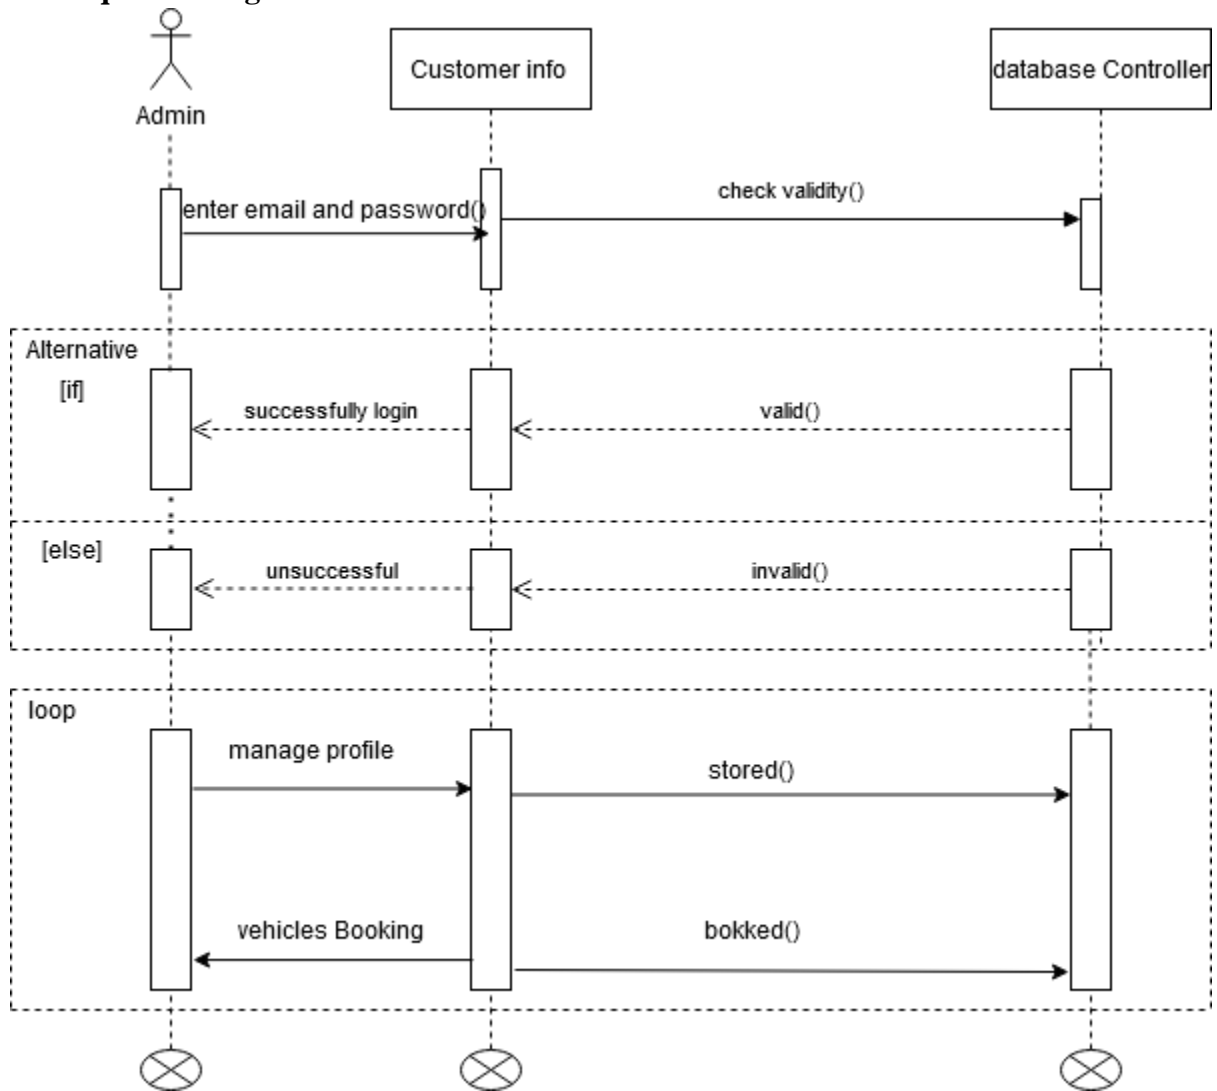 Admin
Customer info
database Controller
enter email and password()
check validity()
Alternative
[if]
successfully login
valid()
[else]
unsuccessful
invalid()
loop
manage profile
stored()
vehicles Booking
bokked()